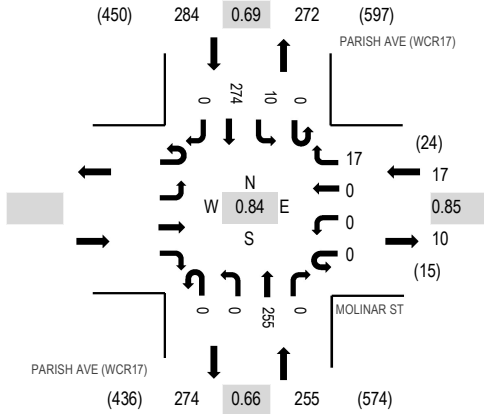 (450) 284 0.69 272 (597)
PARISH AVE (WCR17)
0 274 10 0
17 (24)
0 17
N
W 0.84 E 0.85
S
0
0 10
(15)
0 0 255 0
MOLINAR ST
PARISH AVE (WCR17)
(436) 274 0.66 255 (574)